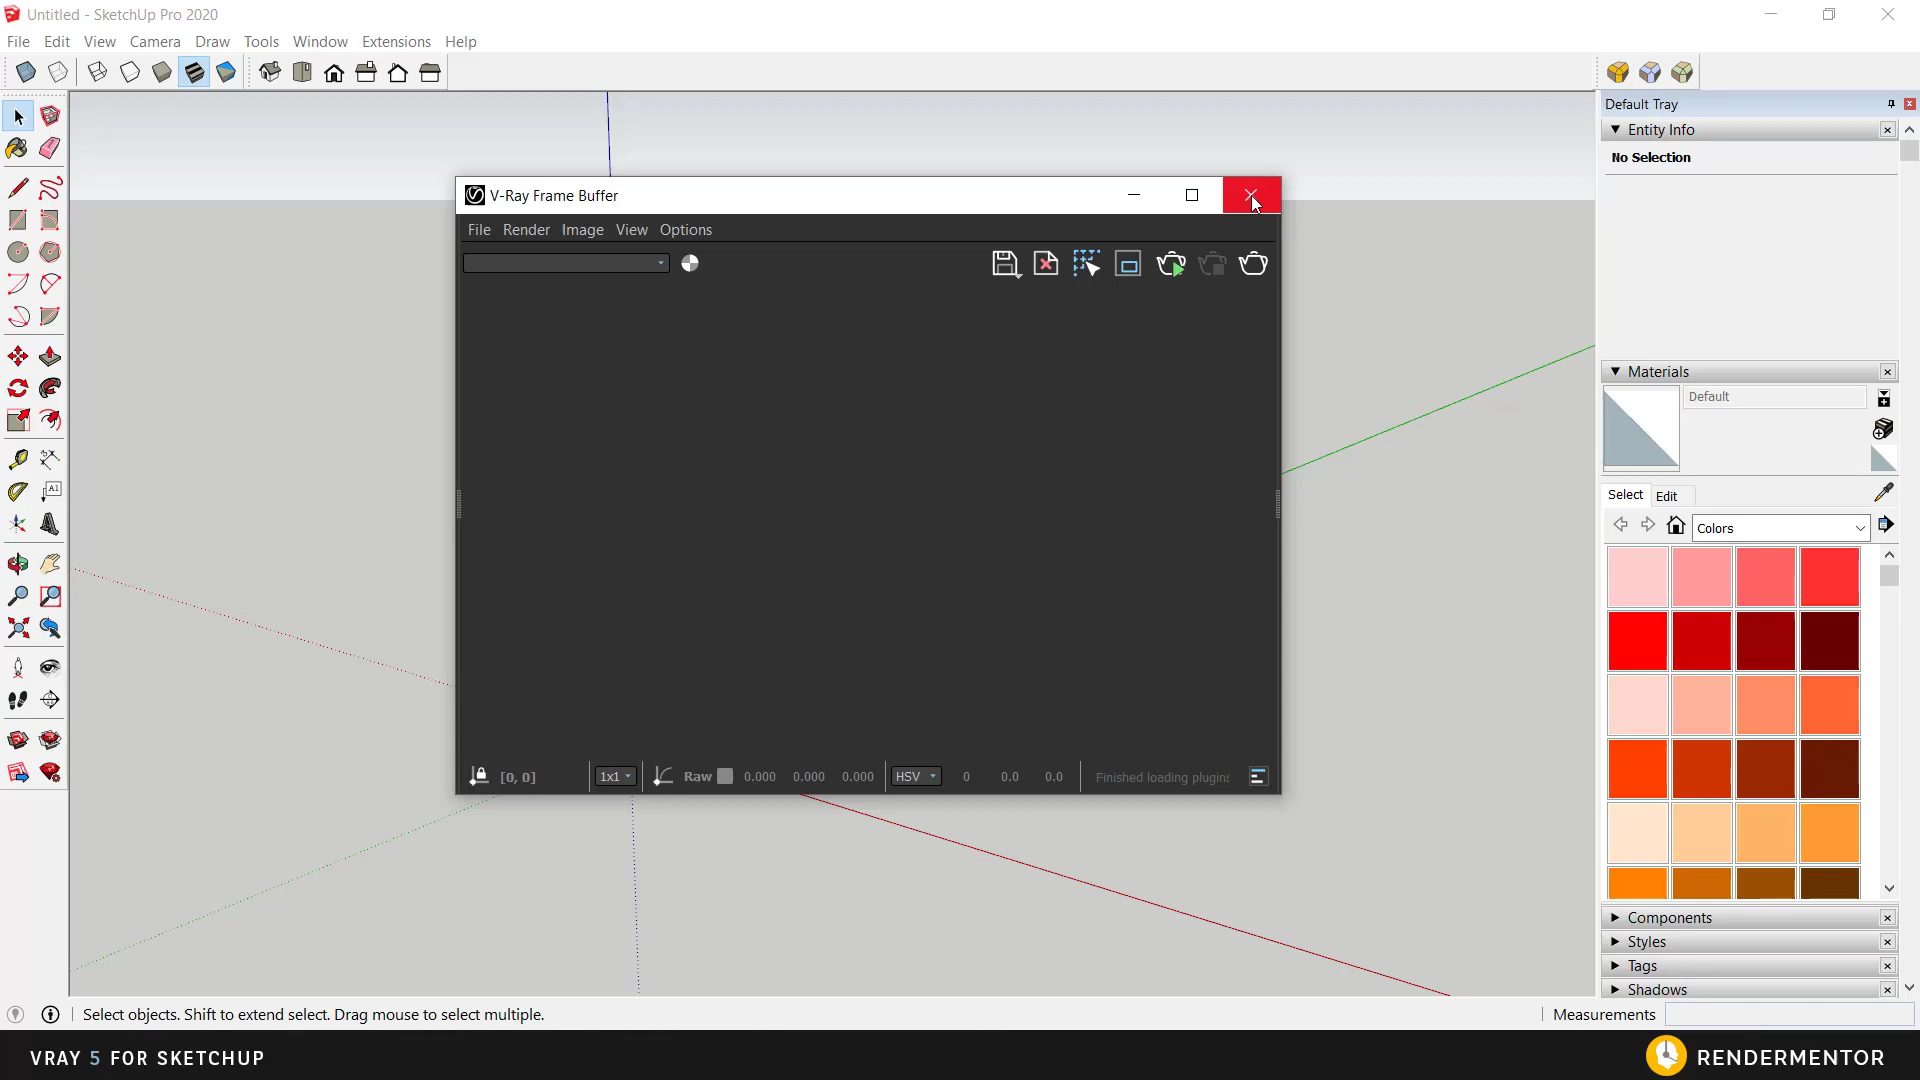 Untitled - SketchUp Pro 2020
File Edit View Camera Draw Tools Window Extensions Help
Default Tray
Entity Info
No Selection
V-Ray Frame Buffer
File Render Image View Options
Materials
Default
A1
Select Edit
Colors
[0, 0] 1x1 Raw 0.000 0.000 0.000 HSV 0 0.0 0.0 Finished loading plugins
Components
Styles
Tags
Shadows
Select objects. Shift to extend select. Drag mouse to select multiple.
Measurements
VRAY 5 FOR SKETCHUP
RENDERMENTOR